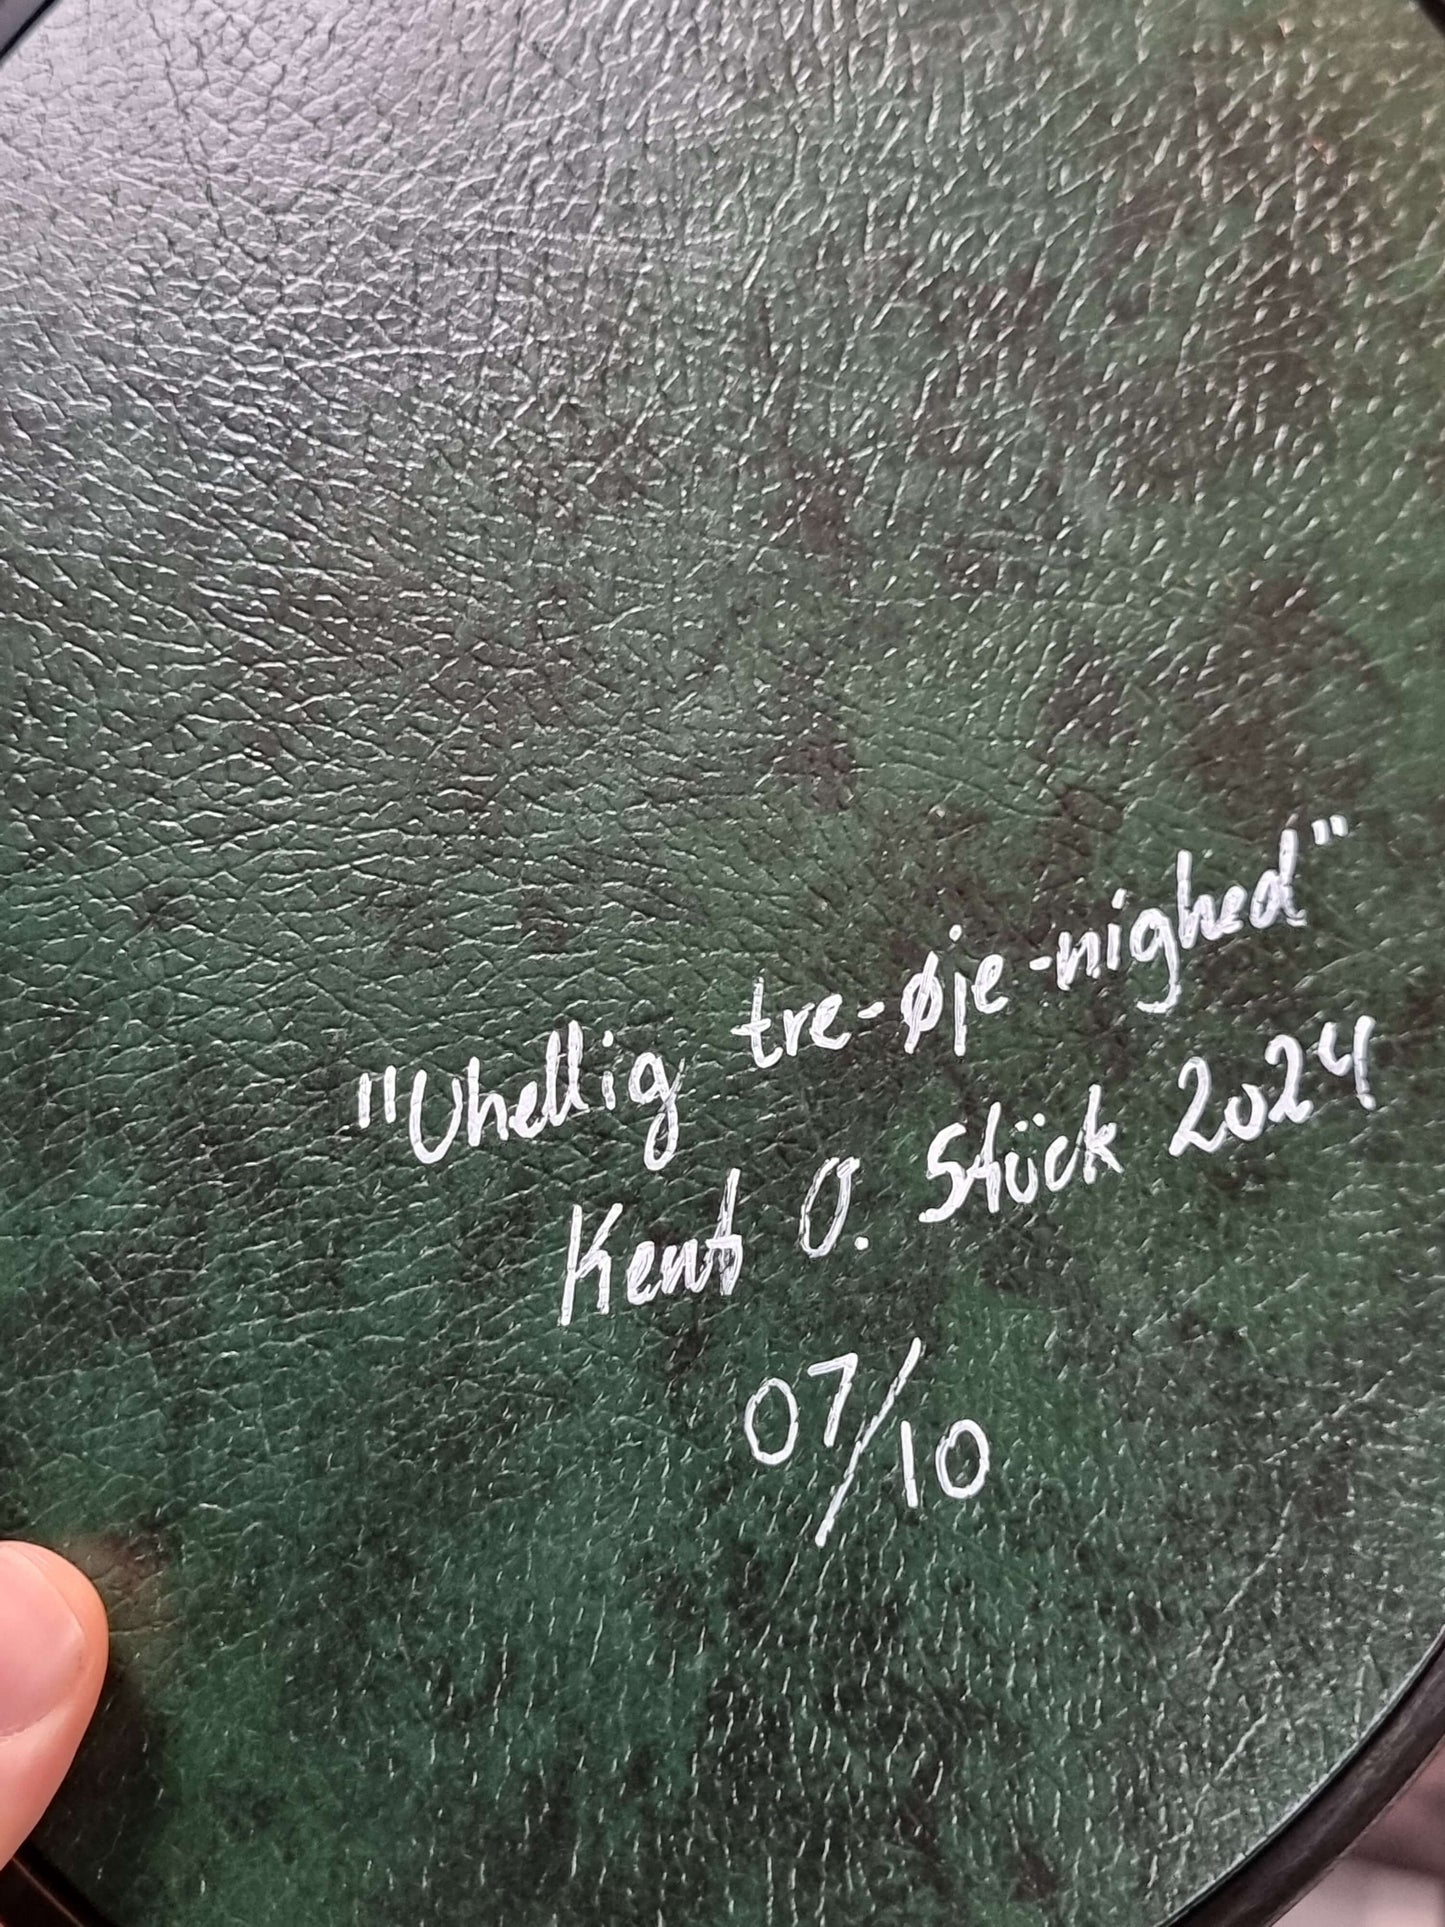 "Uhellig tre-øje-nighed"
Kent O. Stück 2024
07/10